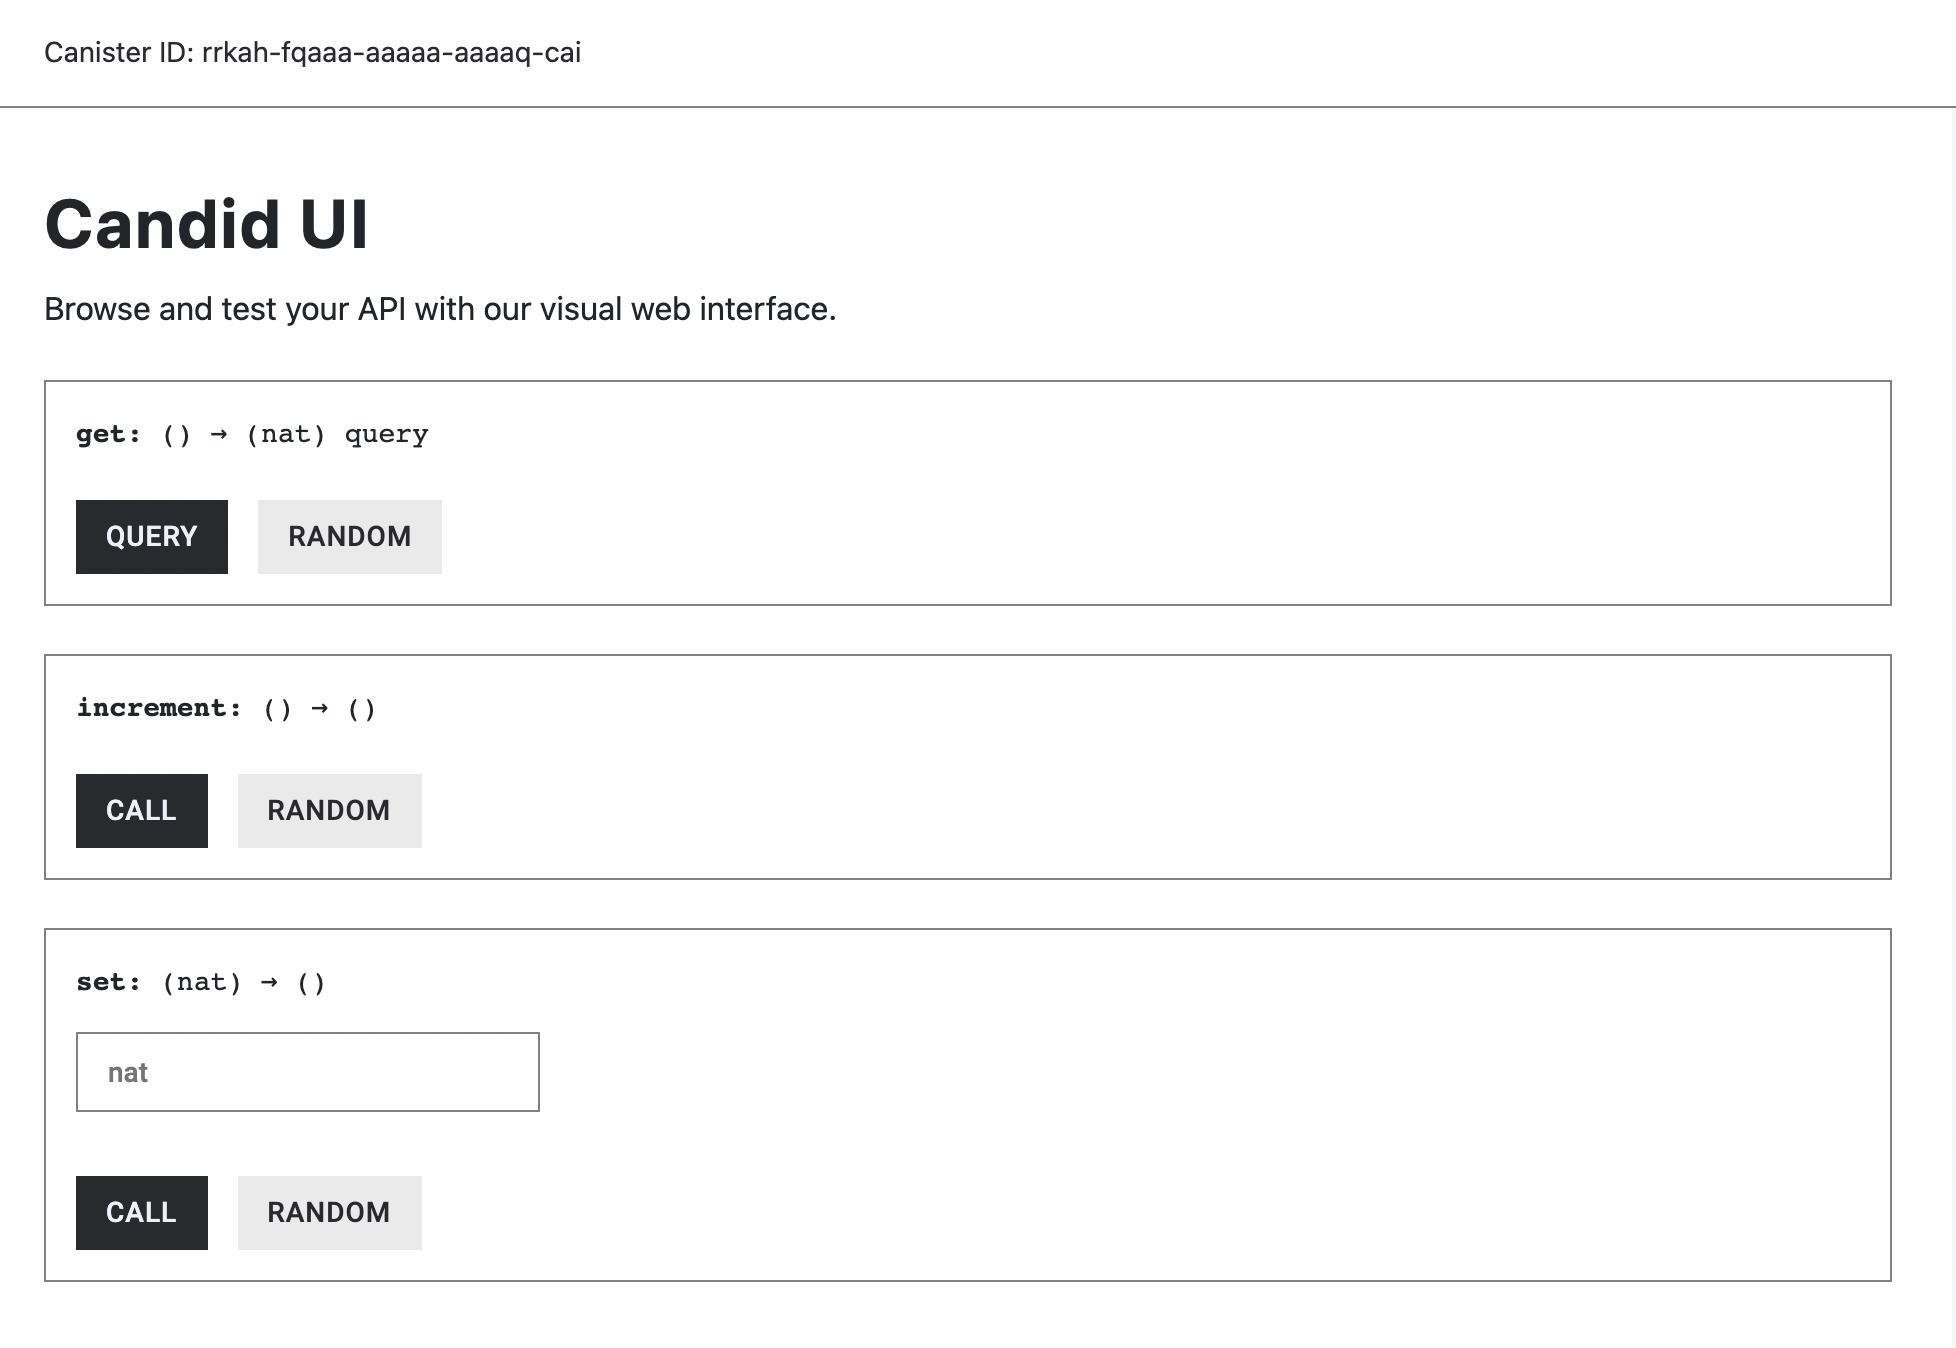 Canister ID: rrkah-fqaaa-aaaaa-aaaaq-cai
Candid UI
Browse and test your API with our visual web interface.
get: () → (nat) query
QUERY RANDOM
increment: () → ()
CALL RANDOM
set: (nat) → ()
nat
CALL RANDOM